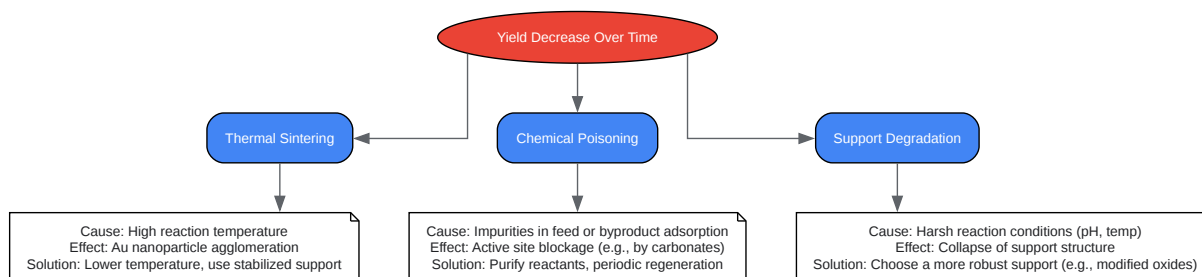 Yield Decrease Over Time
Thermal Sintering
Chemical Poisoning
Support Degradation
Cause: High reaction temperature
Effect: Au nanoparticle agglomeration
Solution: Lower temperature, use stabilized support
Cause: Impurities in feed or byproduct adsorption
Effect: Active site blockage (e.g., by carbonates)
Solution: Purify reactants, periodic regeneration
Cause: Harsh reaction conditions (pH, temp)
Effect: Collapse of support structure
Solution: Choose a more robust support (e.g., modified oxides)